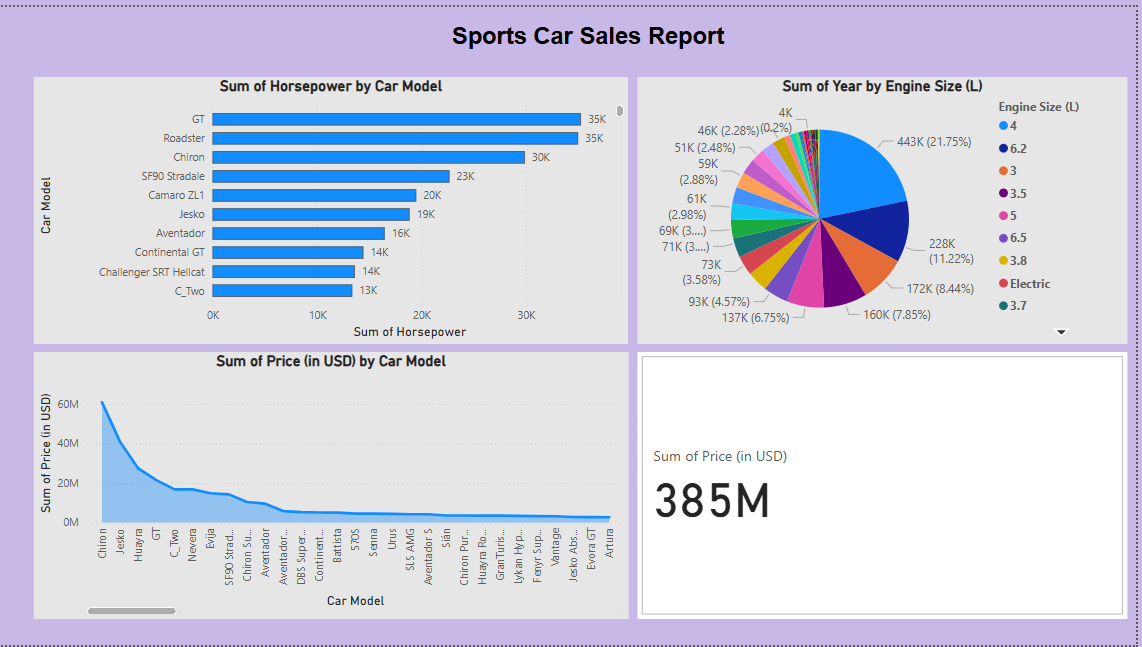 Sports Car Sales Report
Sum of Horsepower by Car Model
Car Model
GT 35K
Roadster 35K
Chiron 30K
SF90 Stradale 23K
Camaro ZL1 20K
Jesko 19K
Aventador 16K
Continental GT 14K
Challenger SRT Hellcat 14K
C_Two 13K
0K 10K 20K 30K
Sum of Horsepower
Sum of Year by Engine Size (L)
443K (21.75%)
228K
(11.22%)
172K (8.44%)
160K (7.85%)
137K (6.75%)
93K (4.57%)
73K
(3.58%)
71K (3....)
69K (3....)
61K
(2.98%)
59K
(2.88%)
51K (2.48%)
46K (2.28%)
4K
(0.2%)
Engine Size (L)
4
6.2
3
3.5
5
6.5
3.8
Electric
3.7
Sum of Price (in USD) by Car Model
Sum of Price (in USD)
60M
40M
20M
0M
Chiron
Jesko
Huayra
GT
C_Two
Nevera
Evija
SF90 Strad...
Chiron Su...
Aventador
Aventador...
DBS Super...
Continent...
Battista
570S
Senna
Urus
SLS AMG
Aventador S
Sián
Chiron Pur...
Huayra Ro...
GranTuris...
Lykan Hyp...
Fenyr Sup...
Vantage
Jesko Abs...
Evora GT
Artura
Car Model
Sum of Price (in USD)
385M